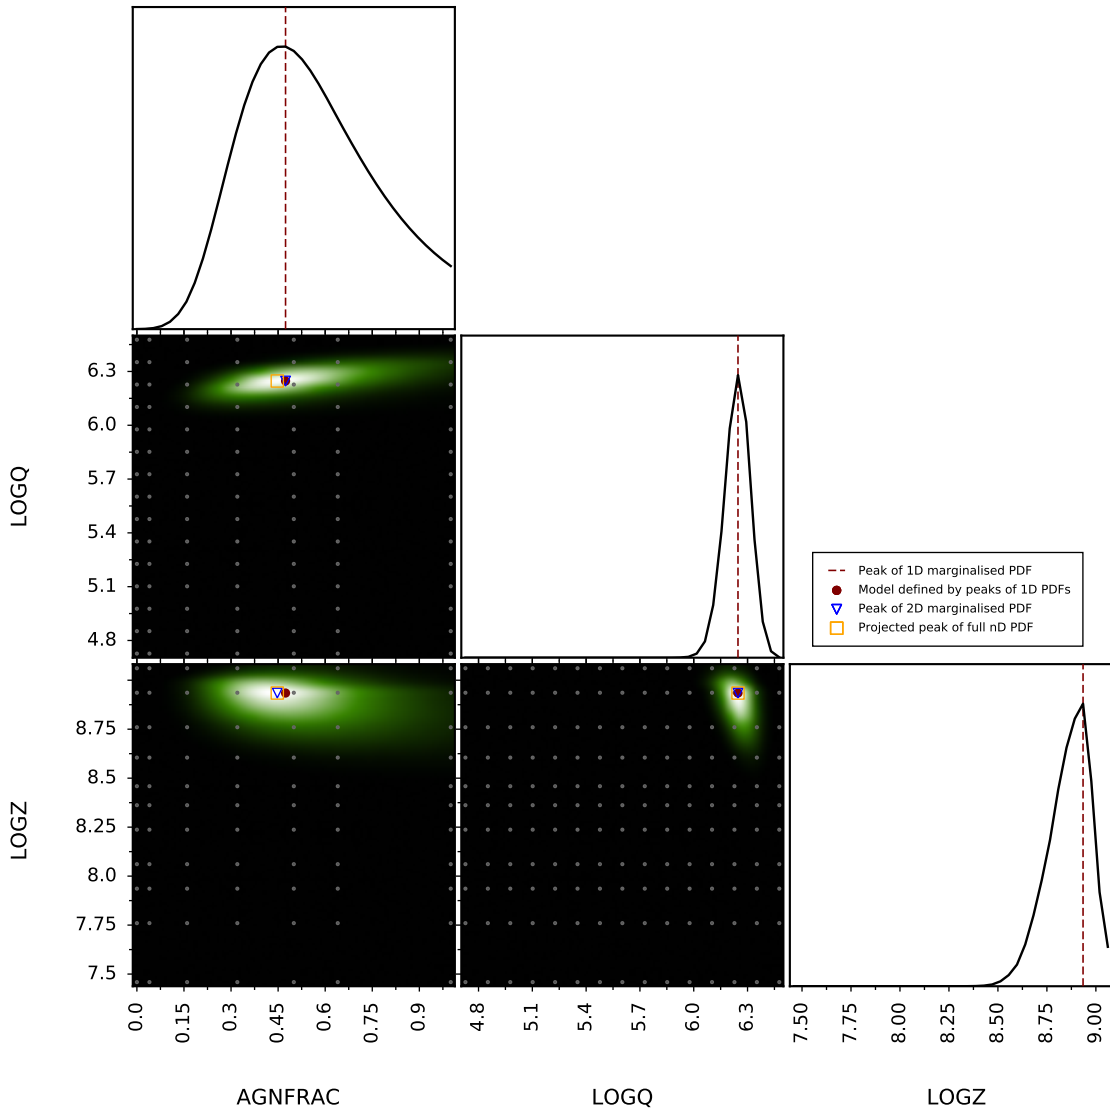 6.3
6.0
5.7
5.4
5.1
4.8
LOGQ
Peak of 1D marginalised PDF
Model defined by peaks of 1D PDFs
Peak of 2D marginalised PDF
Projected peak of full nD PDF
8.75
8.5
8.25
8.0
7.75
7.5
LOGZ
0.0 0.15 0.3 0.45 0.6 0.75 0.9
4.8 5.1 5.4 5.7 6.0 6.3
7.50 7.75 8.00 8.25 8.50 8.75 9.00
AGNFRAC LOGQ LOGZ